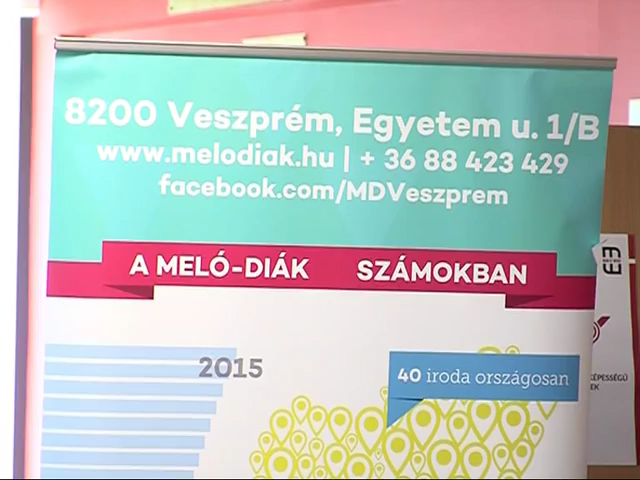 8200 Veszprém, Egyetem u. 1/B
www.melodiak.hu | + 36 88 423 429
facebook.com/MDVeszprem
A MELÓ-DIÁK SZÁMOKBAN
2015
40 iroda országosan